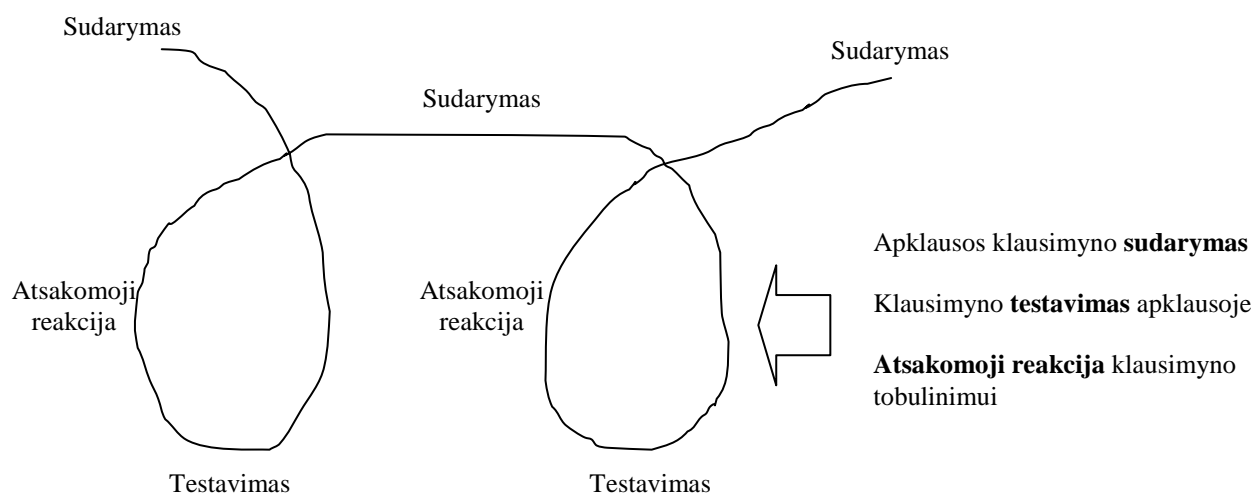 Sudarymas
Sudarymas
Sudarymas
Apklausos klausimyno sudarymas
Atsakomoji
reakcija
Atsakomoji
reakcija
Klausimyno testavimas apklausoje
Atsakomoji reakcija klausimyno
tobulinimui
Testavimas
Testavimas